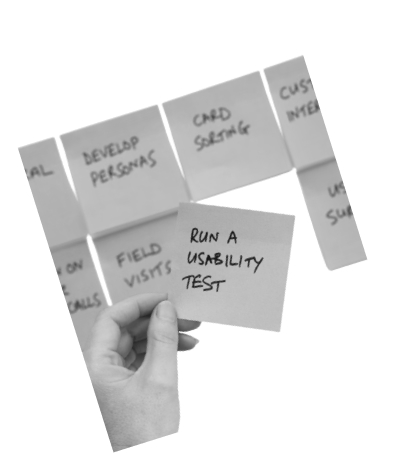 AL
DEVELOP
PERSONAS
CARD
SORTING
CUST
INTER
ON
CALLS
FIELD
VISITS
RUN A
USABILITY
TEST
US
SUR